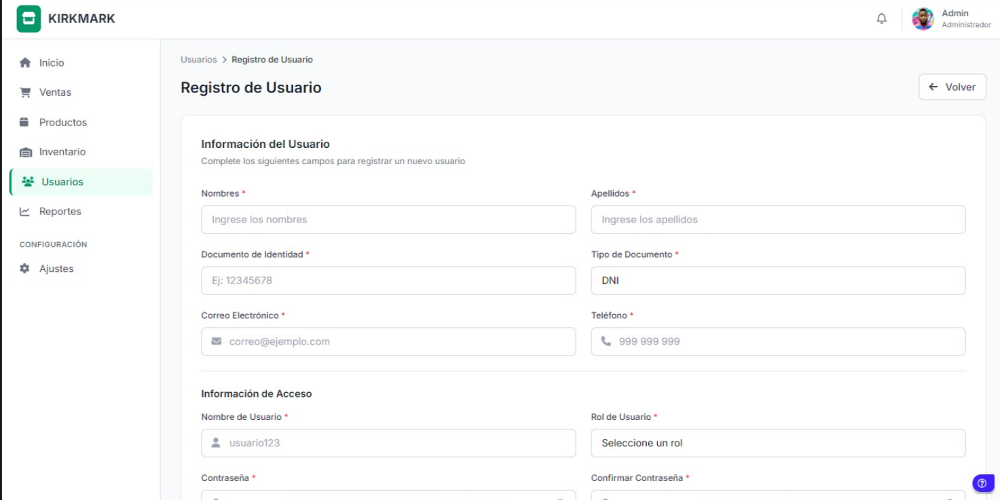 KIRKMARK
Admin
Administrador
Inicio
Ventas
Productos
Inventario
Usuarios
Reportes
CONFIGURACIÓN
Ajustes
Usuarios > Registro de Usuario
Registro de Usuario
← Volver
Información del Usuario
Complete los siguientes campos para registrar un nuevo usuario
Nombres * Apellidos *
Ingrese los nombres Ingrese los apellidos
Documento de Identidad * Tipo de Documento *
Ej: 12345678 DNI
Correo Electrónico * Teléfono *
correo@ejemplo.com 999 999 999
Información de Acceso
Nombre de Usuario * Rol de Usuario *
usuario123 Seleccione un rol
Contraseña * Confirmar Contraseña *